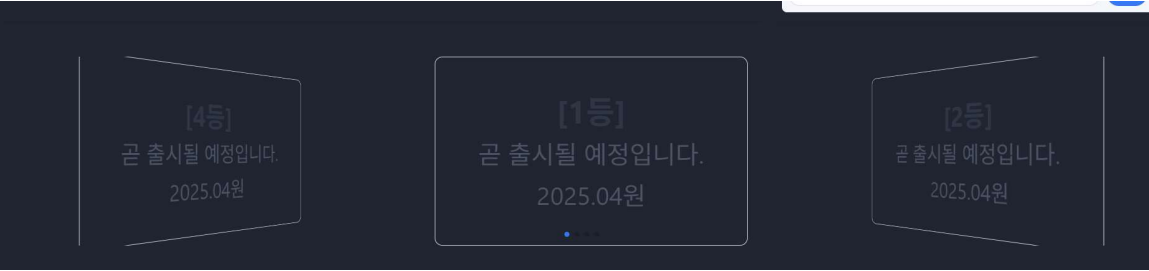 [4등]
곧 출시될 예정입니다.
2025.04원
[1등]
곧 출시될 예정입니다.
2025.04원
[2등]
곧 출시될 예정입니다.
2025.04원